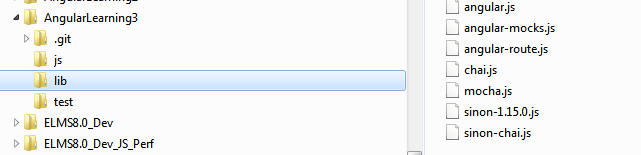 AngularLearning3
.git
js
lib
test
ELMS8.0_Dev
ELMS8.0_Dev_JS_Perf
angular.js
angular-mocks.js
angular-route.js
chai.js
mocha.js
sinon-1.15.0.js
sinon-chai.js